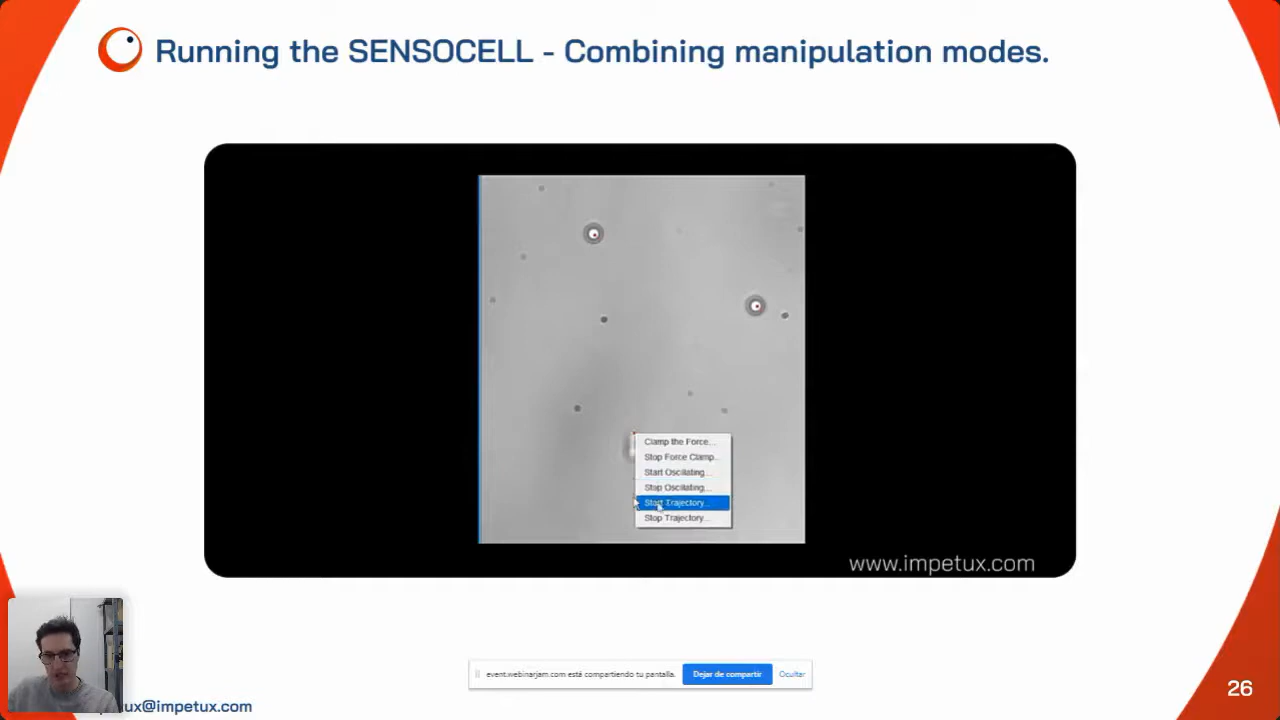 Running the SENSOCELL - Combining manipulation modes.
Clamp the Force...
Stop Force Clamp...
Start Oscillating...
Stop Oscillating...
Start Trajectory...
Stop Trajectory...
www.impetux.com
event.webinarjam.com está compartiendo tu pantalla.
Dejar de compartir
Ocultar
ux@impetux.com
26